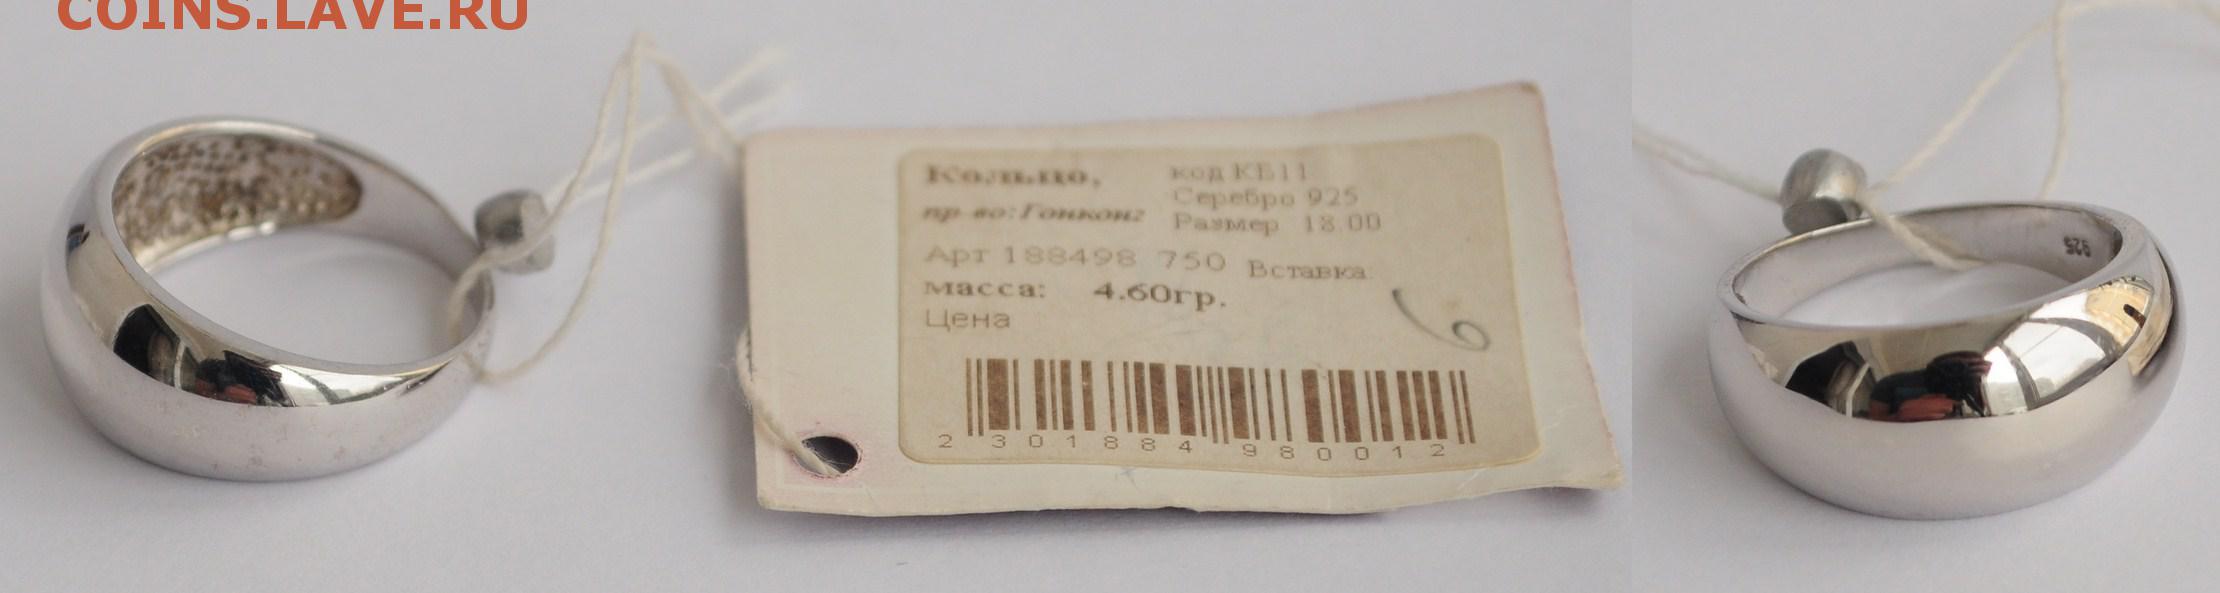 COINS.LAVE.RU
Кольцо,
пр-во:Гонконг
код КБ11
Серебро 925
Размер 18.00
Арт 188498 750 Вставка
масса: 4.60гр.
Цена
6
2 301884 980012
925